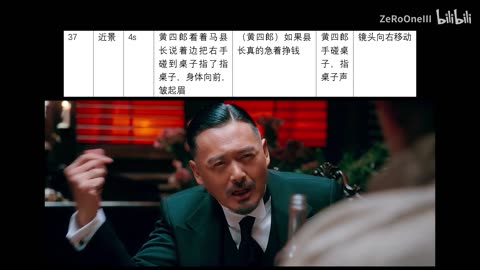 ZeRoOneIII bilibili
37
近景
4s
黄四郎看着马县
长说着边把右手
碰到桌子指了指
桌子，身体向前，
皱起眉
（黄四郎）如果县
长真的急着挣钱
黄四郎
手碰桌
子，指
桌子声
镜头向右移动